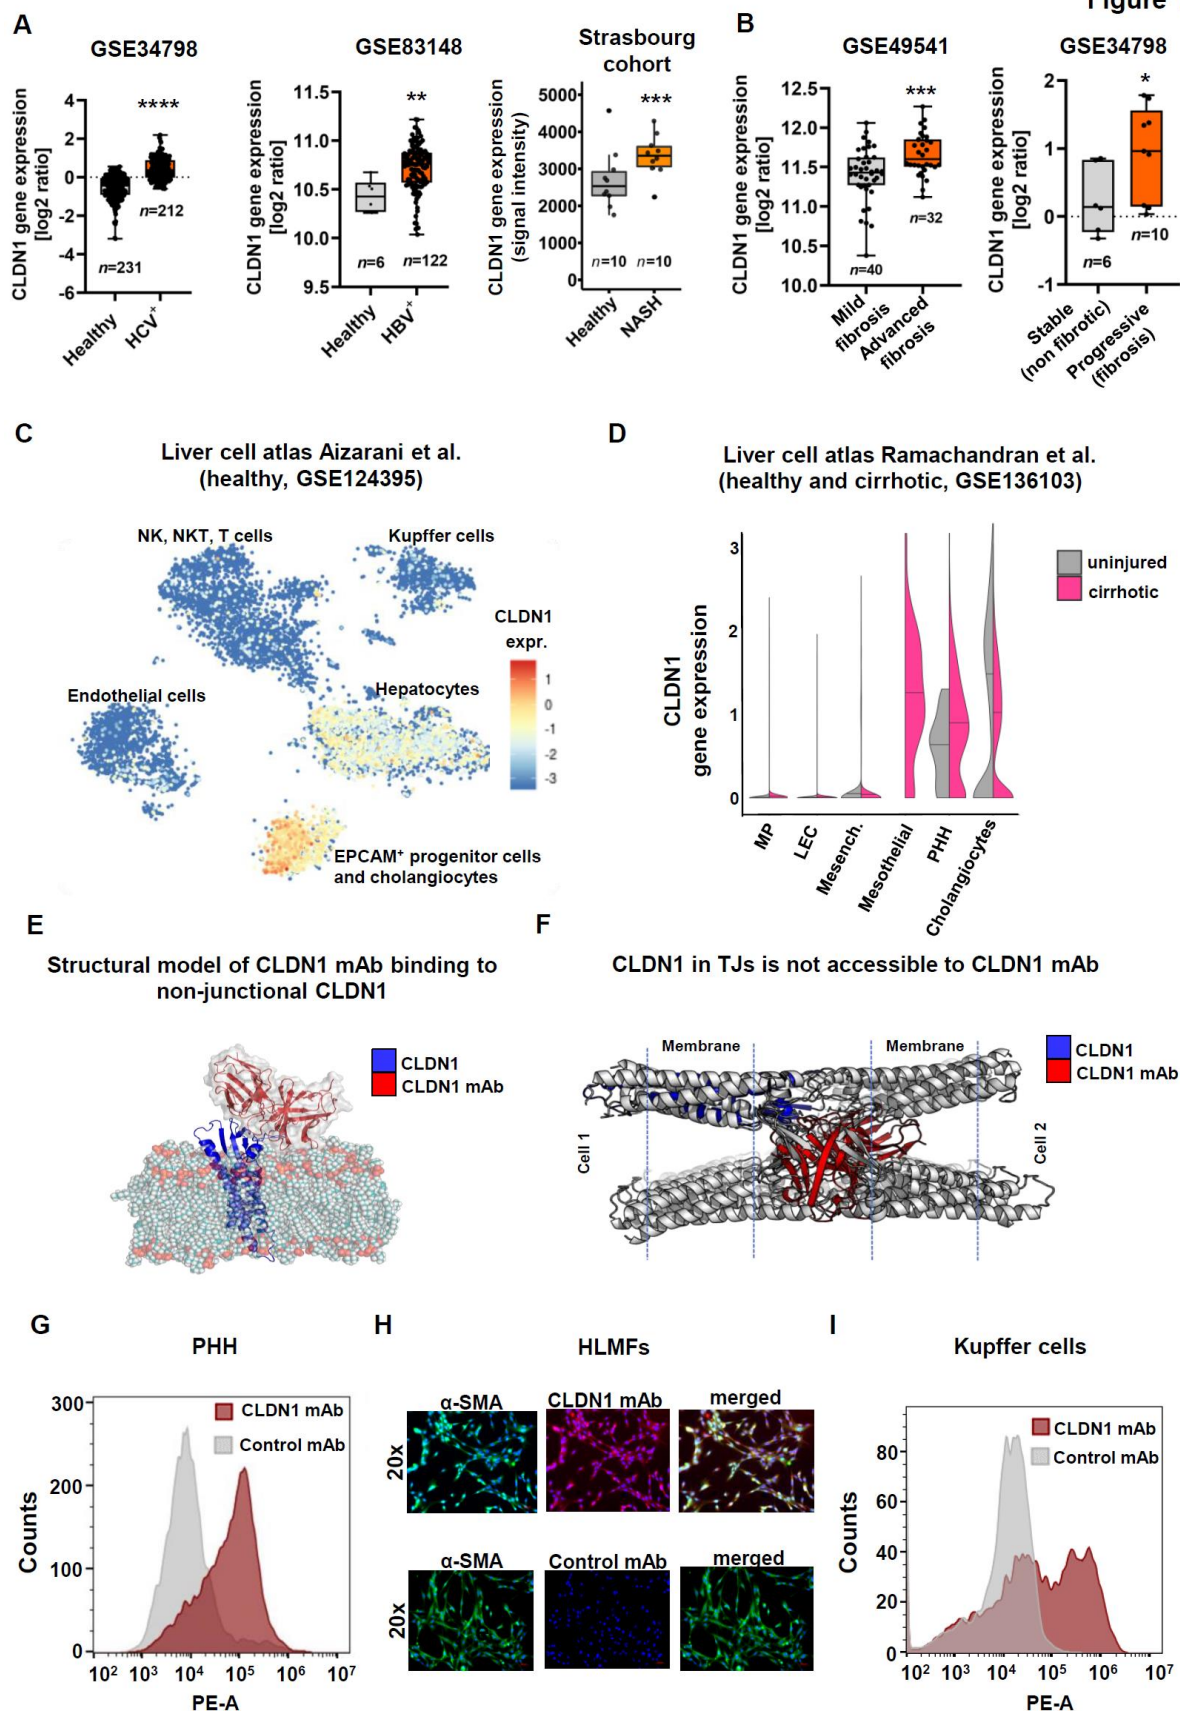 Figure
A
GSE34798
CLDN1 gene expression
[log2 ratio]
4
2
0
-2
-4
-6
****
n=212
n=231
Healthy
HCV+
GSE83148
CLDN1 gene expression
[log2 ratio]
11.5
11.0
10.5
10.0
9.5
**
n=6
n=122
Healthy
HBV+
Strasbourg
cohort
CLDN1 gene expression
(signal intensity)
5000
4000
3000
2000
1000
0
***
n=10
n=10
Healthy
NASH
B
GSE49541
CLDN1 gene expression
[log2 ratio]
12.5
12.0
11.5
11.0
10.5
10.0
***
n=32
n=40
Mild
fibrosis
Advanced
fibrosis
GSE34798
CLDN1 gene expression
[log2 ratio]
2
1
0
-1
*
n=10
n=6
Stable
(non fibrotic)
Progressive
(fibrosis)
C
Liver cell atlas Aizarani et al.
(healthy, GSE124395)
NK, NKT, T cells
Kupffer cells
CLDN1
expr.
1
0
-1
-2
-3
Endothelial cells
Hepatocytes
EPCAM+ progenitor cells
and cholangiocytes
D
Liver cell atlas Ramachandran et al.
(healthy and cirrhotic, GSE136103)
CLDN1
gene expression
3
2
1
0
uninjured
cirrhotic
MP
LEC
Mesench.
Mesothelial
PHH
Cholangiocytes
E
Structural model of CLDN1 mAb binding to
non-junctional CLDN1
CLDN1
CLDN1 mAb
F
CLDN1 in TJs is not accessible to CLDN1 mAb
Membrane
Membrane
CLDN1
CLDN1 mAb
Cell 1
Cell 2
G
PHH
Counts
300
200
100
0
CLDN1 mAb
Control mAb
10² 10³ 10⁴ 10⁵ 10⁶ 10⁷
PE-A
H
HLMFs
α-SMA CLDN1 mAb merged
20x
α-SMA Control mAb merged
20x
I
Kupffer cells
Counts
80
60
40
20
0
CLDN1 mAb
Control mAb
10² 10³ 10⁴ 10⁵ 10⁶ 10⁷
PE-A